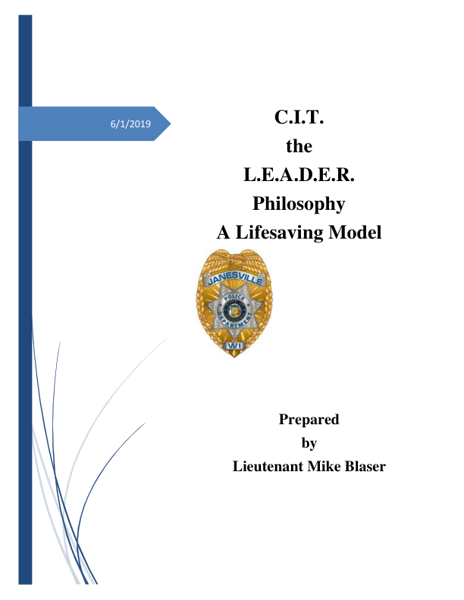 6/1/2019
C.I.T.
the
L.E.A.D.E.R.
Philosophy
A Lifesaving Model
JANESVILLE
POLICE
DEPARTMENT
WI
Prepared
by
Lieutenant Mike Blaser